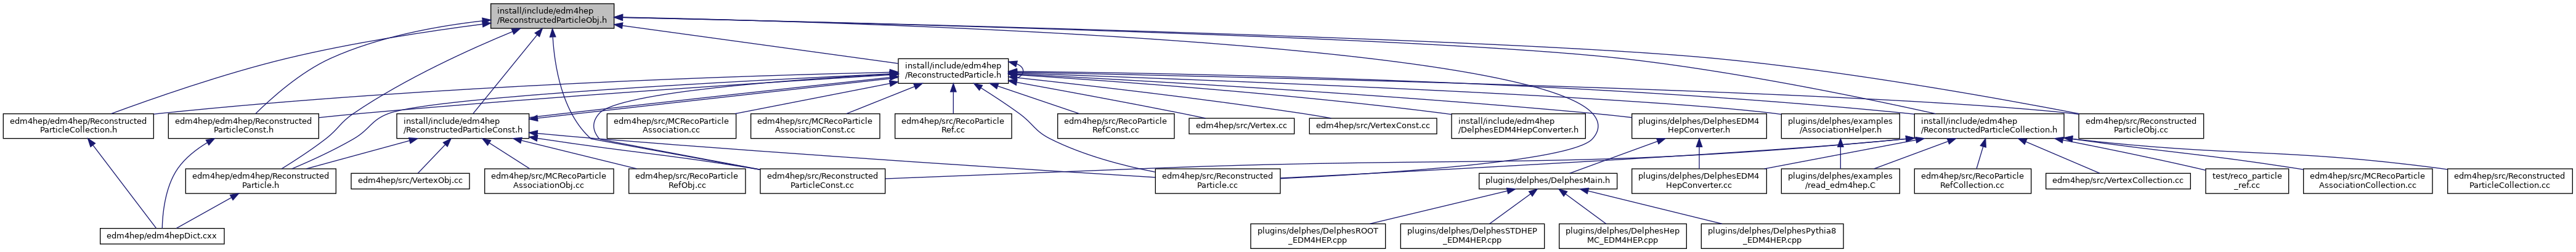 install/include/edm4hep
/ReconstructedParticleObj.h
install/include/edm4hep
/ReconstructedParticle.h
edm4hep/edm4hep/Reconstructed
ParticleCollection.h
edm4hep/edm4hep/Reconstructed
ParticleConst.h
install/include/edm4hep
/ReconstructedParticleConst.h
edm4hep/src/MCRecoParticle
Association.cc
edm4hep/src/MCRecoParticle
AssociationConst.cc
edm4hep/src/RecoParticle
Ref.cc
edm4hep/src/RecoParticle
RefConst.cc
edm4hep/src/Vertex.cc
edm4hep/src/VertexConst.cc
install/include/edm4hep
/DelphesEDM4HepConverter.h
plugins/delphes/DelphesEDM4
HepConverter.h
plugins/delphes/examples
/AssociationHelper.h
install/include/edm4hep
/ReconstructedParticleCollection.h
edm4hep/src/Reconstructed
ParticleObj.cc
edm4hep/edm4hep/Reconstructed
Particle.h
edm4hep/src/VertexObj.cc
edm4hep/src/MCRecoParticle
AssociationObj.cc
edm4hep/src/RecoParticle
RefObj.cc
edm4hep/src/Reconstructed
ParticleConst.cc
edm4hep/src/Reconstructed
Particle.cc
plugins/delphes/DelphesMain.h
plugins/delphes/DelphesEDM4
HepConverter.cc
plugins/delphes/examples
/read_edm4hep.C
edm4hep/src/RecoParticle
RefCollection.cc
edm4hep/src/VertexCollection.cc
test/reco_particle
_ref.cc
edm4hep/src/MCRecoParticle
AssociationCollection.cc
edm4hep/src/Reconstructed
ParticleCollection.cc
edm4hep/edm4hepDict.cxx
plugins/delphes/DelphesROOT
_EDM4HEP.cpp
plugins/delphes/DelphesSTDHEP
_EDM4HEP.cpp
plugins/delphes/DelphesHep
MC_EDM4HEP.cpp
plugins/delphes/DelphesPythia8
_EDM4HEP.cpp